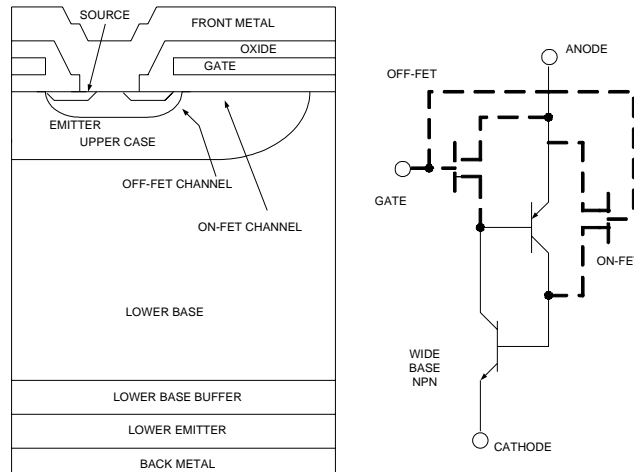 SOURCE
FRONT METAL
OXIDE
GATE
EMITTER
UPPER CASE
OFF-FET CHANNEL
ON-FET CHANNEL
LOWER BASE
LOWER BASE BUFFER
LOWER EMITTER
BACK METAL
ANODE
OFF-FET
GATE
ON-FET
WIDE
BASE
NPN
CATHODE